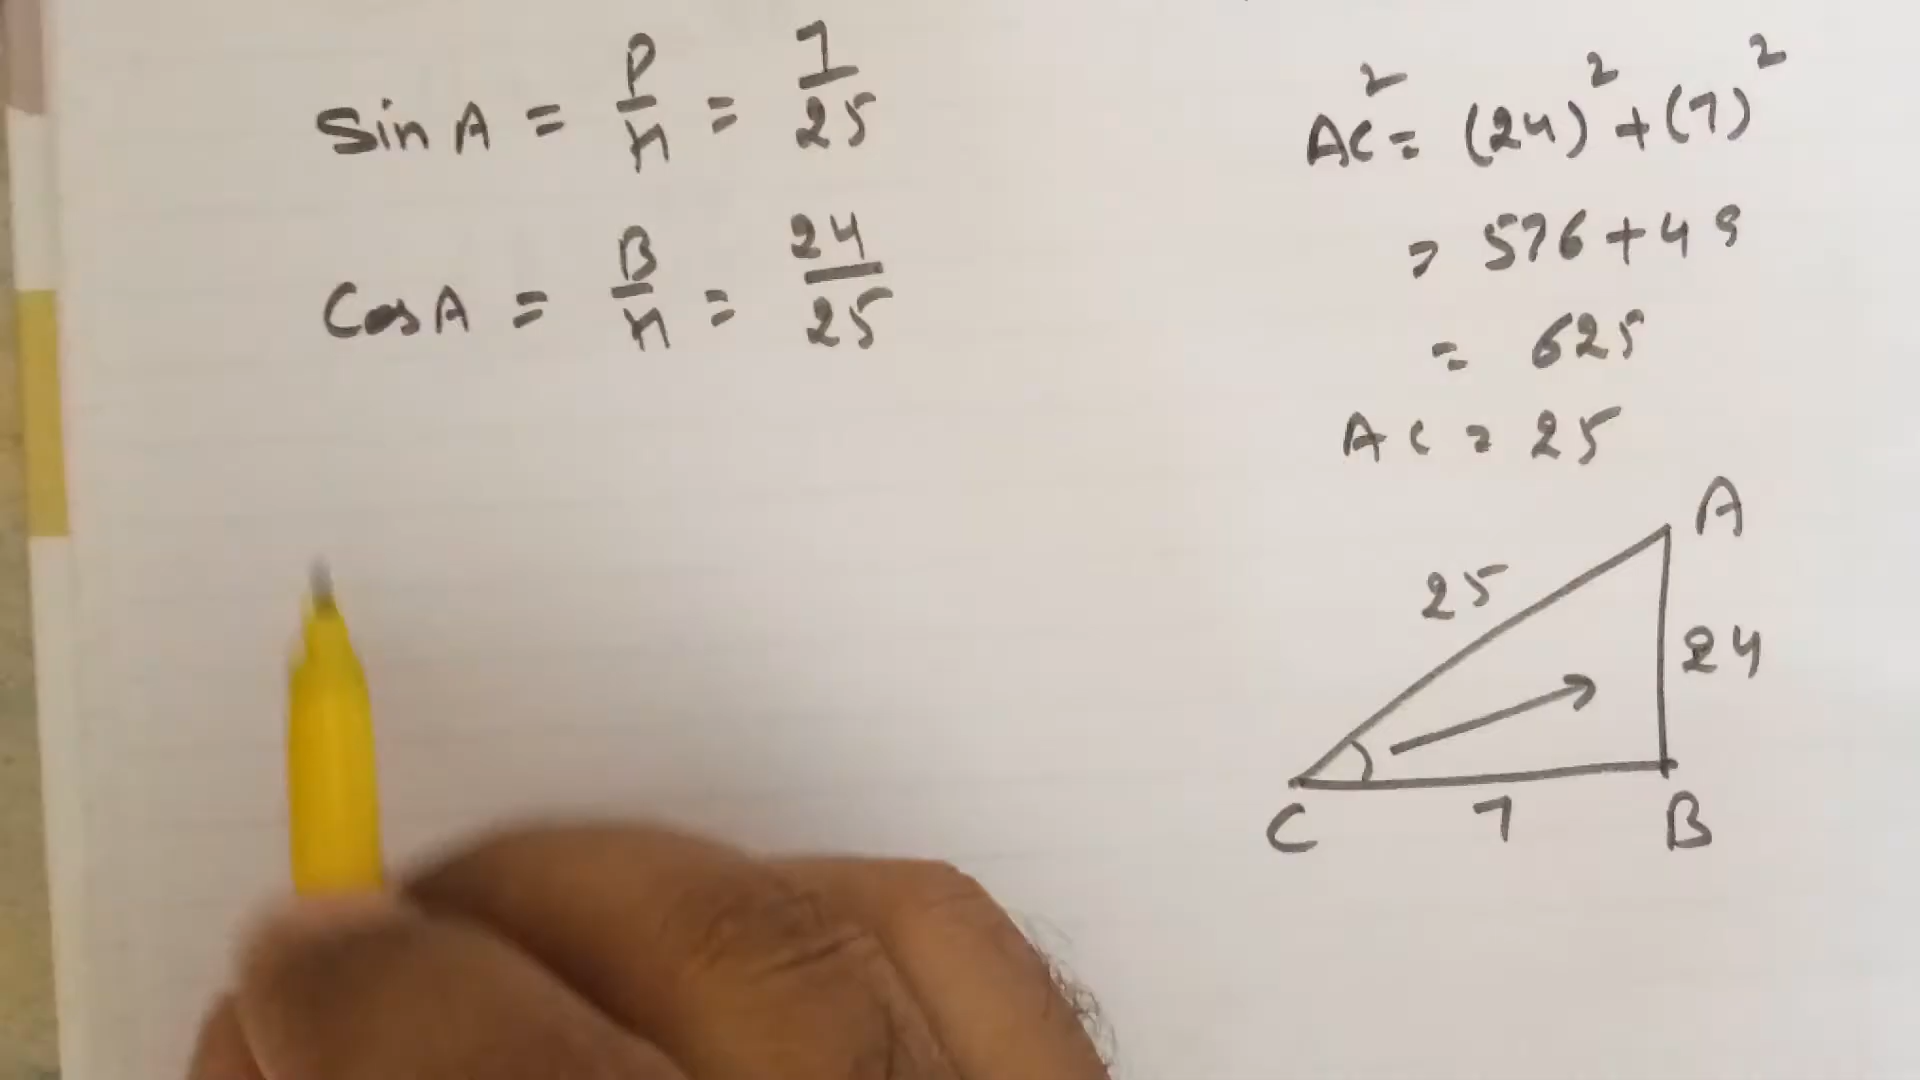 Sin A = P/H = 7/25
Cos A = B/H = 24/25
AC² = (24)² + (7)²
= 576 + 49
= 625
AC = 25
A
25
24
C
7
B